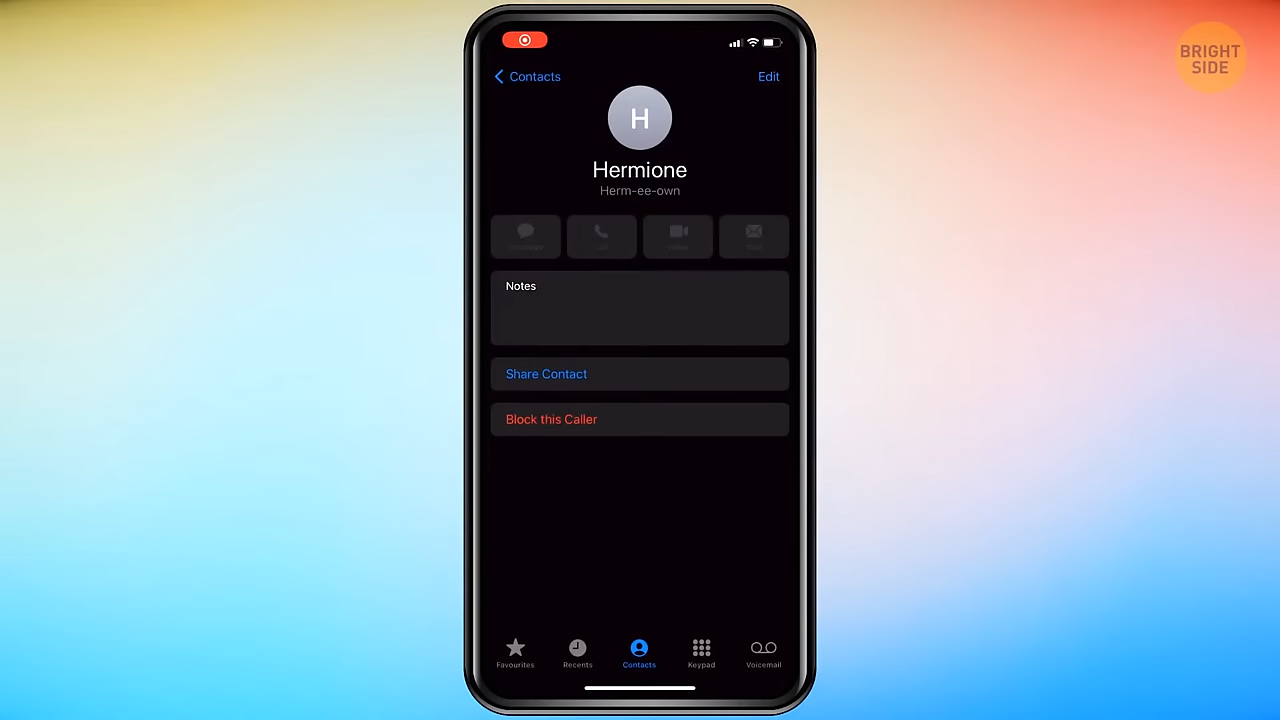 BRIGHT
SIDE
Contacts
Edit
H
Hermione
Herm-ee-own
Notes
Share Contact
Block this Caller
Favourites
Recents
Contacts
Keypad
Voicemail